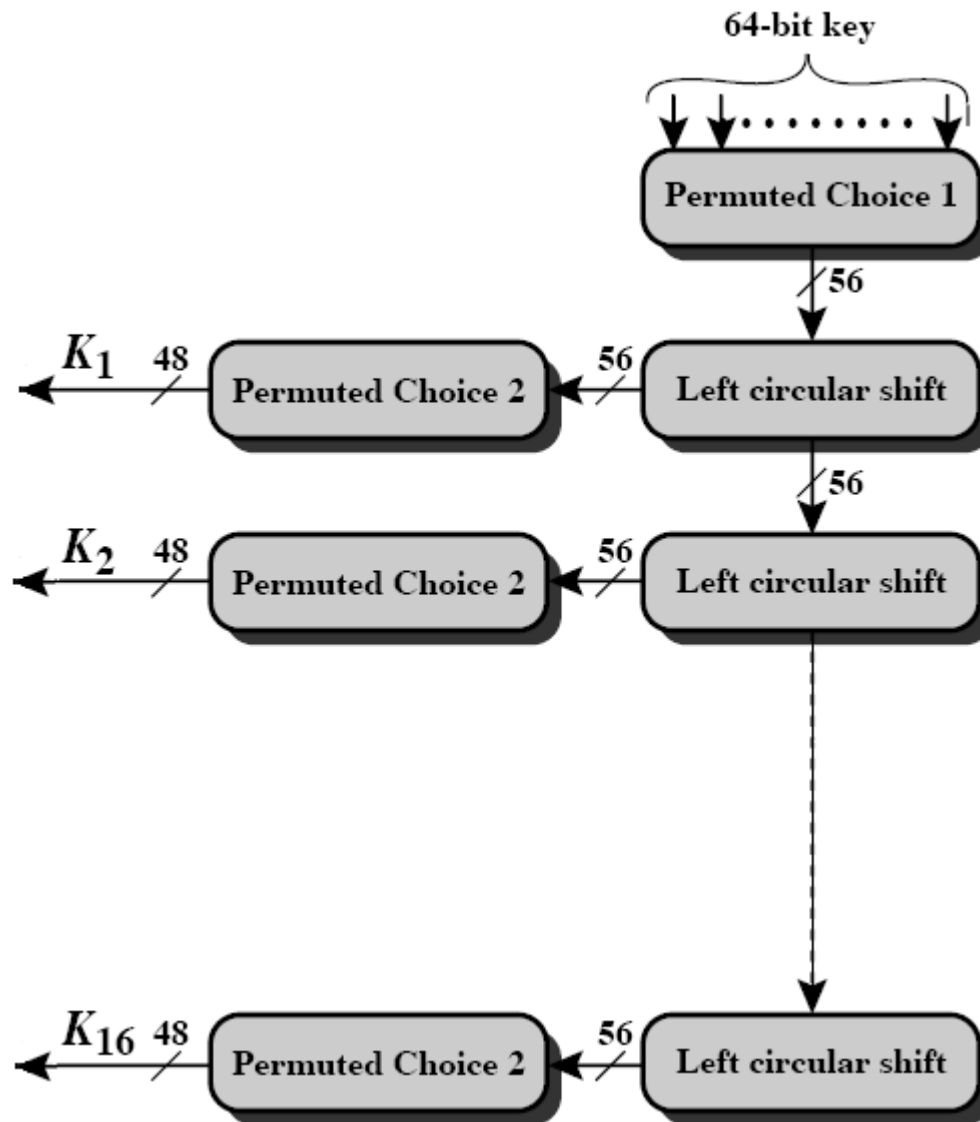 64-bit key
Permuted Choice 1
56
K1 48 Permuted Choice 2 56 Left circular shift
56
K2 48 Permuted Choice 2 56 Left circular shift
K16 48 Permuted Choice 2 56 Left circular shift